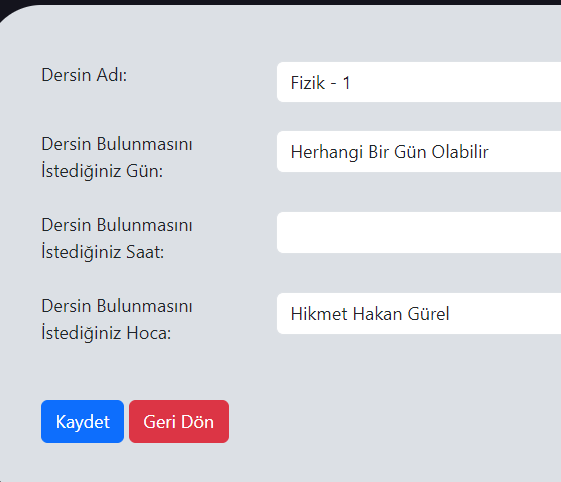 Dersin Adı:
Fizik - 1
Dersin Bulunmasını
İstediğiniz Gün:
Herhangi Bir Gün Olabilir
Dersin Bulunmasını
İstediğiniz Saat:
Dersin Bulunmasını
İstediğiniz Hoca:
Hikmet Hakan Gürel
Kaydet
Geri Dön